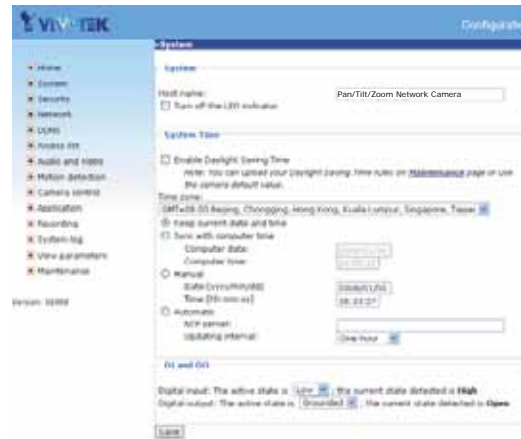 VIVOTEK
Configurat
>System
Home
System
Security
Network
DDNS
Access list
Audio and video
Motion detection
Camera control
Application
Recording
System log
View parameters
Maintenance
Version:
System
Host name: Pan/Tilt/Zoom Network Camera
Turn off the LED indicator
System Time
Enable Daylight Saving Time
Note: You can upload your Daylight Saving Time rules on Maintenance page or use
the camera default value.
Time zone:
GMT+08:00 Beijing, Chongqing, Hong Kong, Kuala Lumpur, Singapore, Taipei
Keep current date and time
Sync with computer time
Computer date:
Computer time:
Manual
Date [yyyy/mm/dd]
Time [hh:mm:ss]
Automatic
NTP server:
Updating interval: One hour
DI and DO
Digital input: The active state is Low ; the current state detected is High
Digital output: The active state is Grounded ; the current state detected is Open
Save